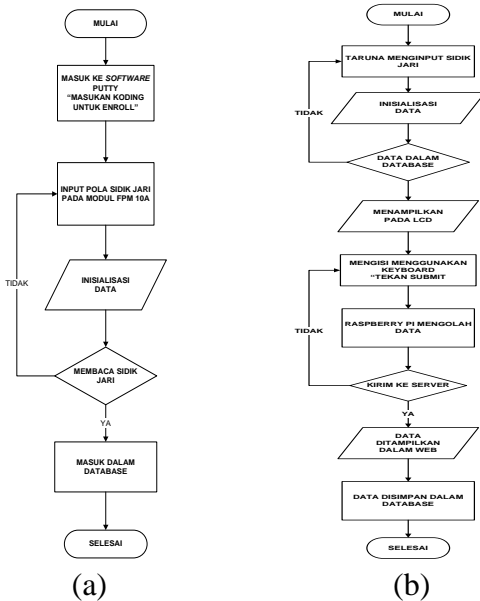 MULAI
MASUK KE SOFTWARE
PUTTY
“MASUKAN KODING
UNTUK ENROLL”
INPUT POLA SIDIK JARI
PADA MODUL FPM 10A
TIDAK
INISIALISASI
DATA
MEMBACA SIDIK
JARI
YA
MASUK DALAM
DATABASE
SELESAI
(a)
MULAI
TARUNA MENGINPUT SIDIK
JARI
TIDAK
INISIALISASI
DATA
DATA DALAM
DATABASE
MENAMPILKAN
PADA LCD
MENGISI MENGGUNAKAN
KEYBOARD
“TEKAN SUBMIT
TIDAK
RASPBERRY PI MENGOLAH
DATA
KIRIM KE SERVER
YA
DATA
DITAMPILKAN
DALAM WEB
DATA DISIMPAN DALAM
DATABASE
SELESAI
(b)